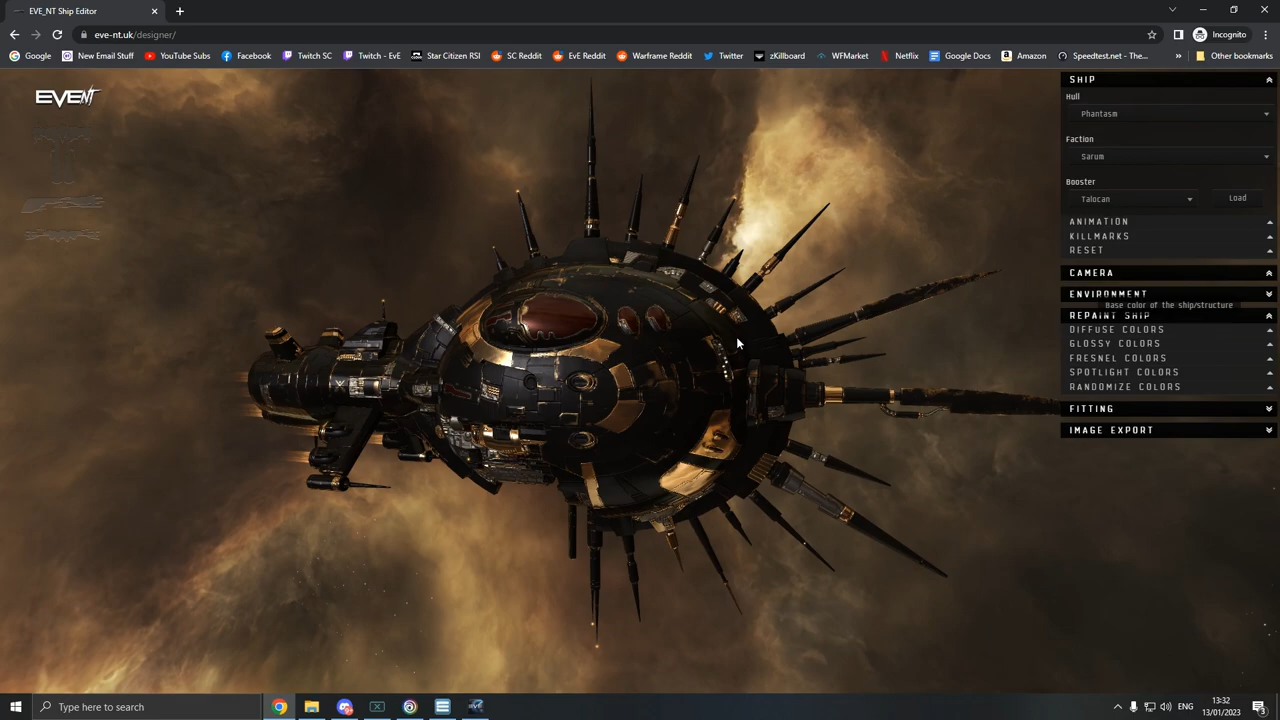 EVE_NT Ship Editor
eve-nt.uk/designer/
Incognito
Google
New Email Stuff
YouTube Subs
Facebook
Twitch SC
Twitch - EvE
Star Citizen RSI
SC Reddit
EvE Reddit
Warframe Reddit
Twitter
zKillboard
WFMarket
Netflix
Google Docs
Amazon
Speedtest.net - The...
»
Other bookmarks
EVE NT
SHIP
Hull
Phantasm
Faction
Sarum
Booster
Talocan
Load
ANIMATION
KILLMARKS
RESET
CAMERA
ENVIRONMENT
Base color of the ship/structure
REPAINT SHIP
DIFFUSE COLORS
GLOSSY COLORS
FRESNEL COLORS
SPOTLIGHT COLORS
RANDOMIZE COLORS
FITTING
IMAGE EXPORT
Type here to search
ENG
13:32
13/01/2023
3